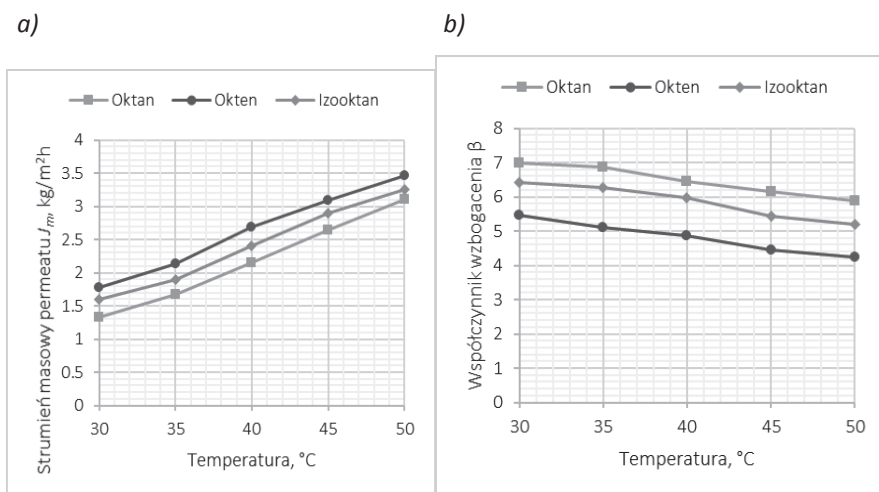 a)
Oktan Okten Izooktan
Strumień masowy permeatu Jm, kg/m²h
4
3.5
3
2.5
2
1.5
1
0.5
0
30 35 40 45 50
Temperatura, °C
b)
Oktan Okten Izooktan
Współczynnik wzbogacenia β
8
7
6
5
4
3
2
1
0
30 35 40 45 50
Temperatura, °C